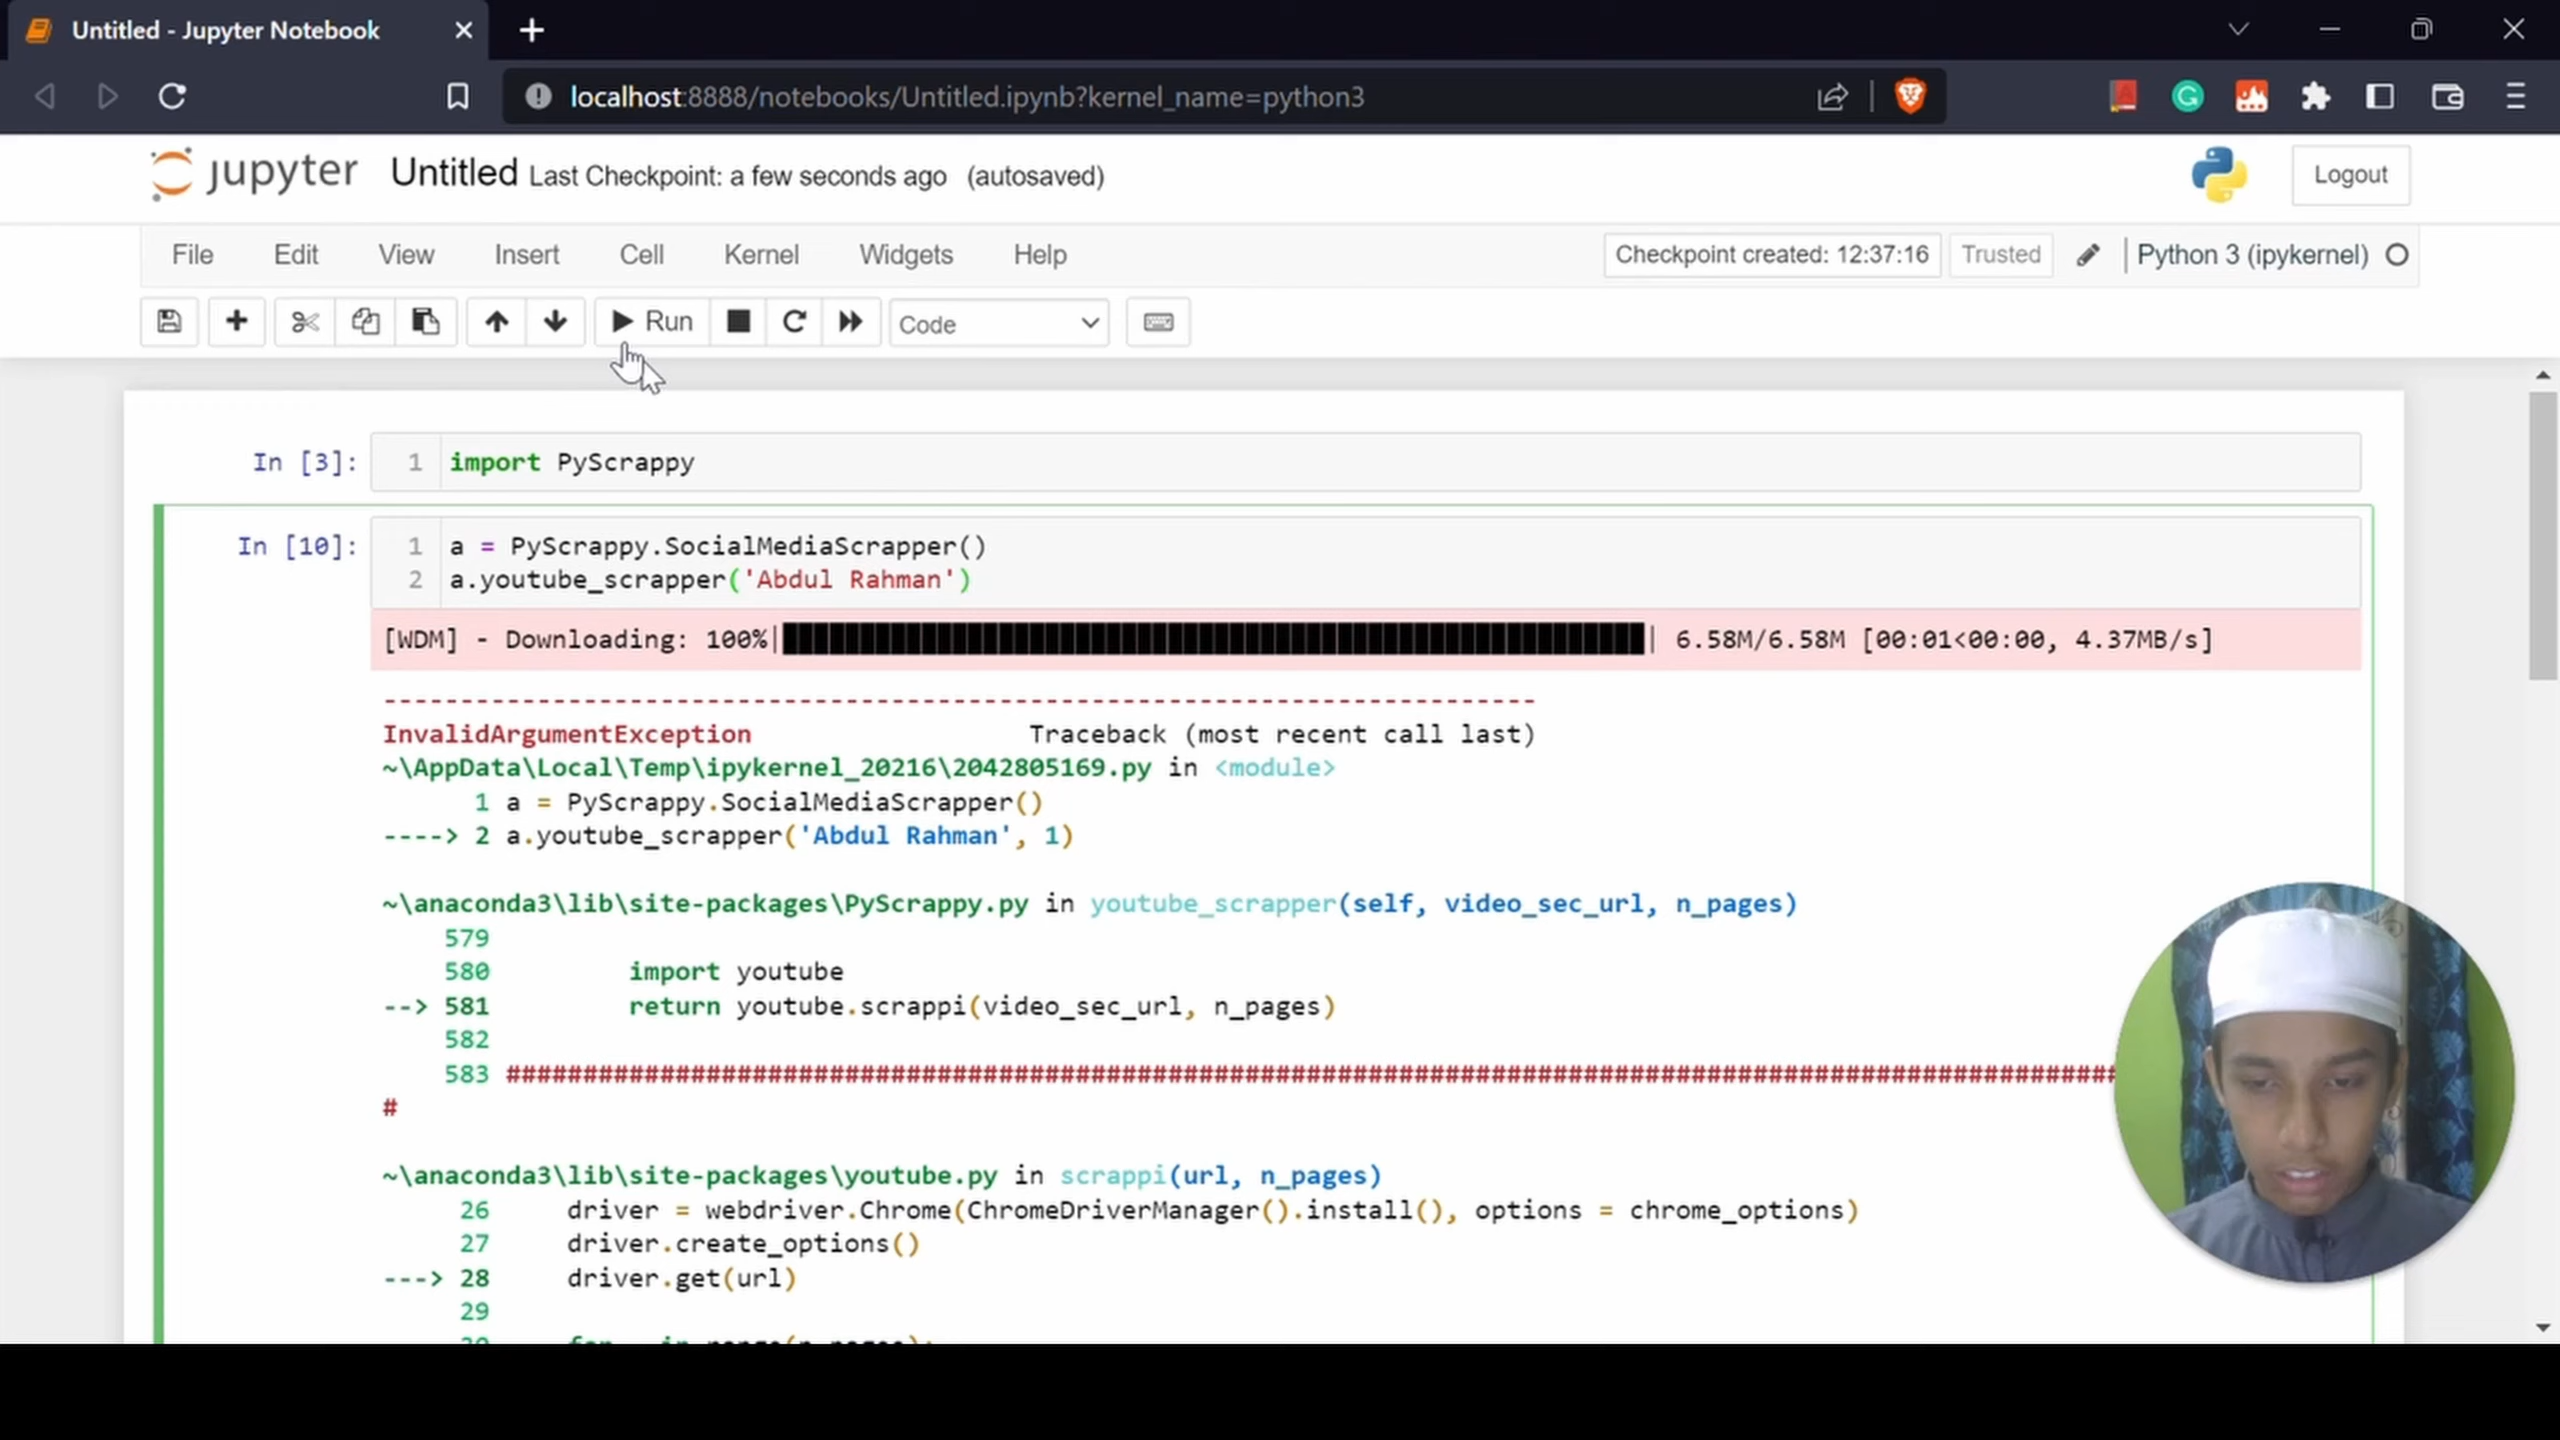 Untitled - Jupyter Notebook
localhost:8888/notebooks/Untitled.ipynb?kernel_name=python3
jupyter Untitled Last Checkpoint: a few seconds ago (autosaved)
Logout
File Edit View Insert Cell Kernel Widgets Help
Checkpoint created: 12:37:16 Trusted Python 3 (ipykernel)
Run Code
In [3]: 1 import PyScrappy
In [10]: 1 a = PyScrappy.SocialMediaScrapper()
2 a.youtube_scrapper('Abdul Rahman')
[WDM] - Downloading: 100%| | 6.58M/6.58M [00:01<00:00, 4.37MB/s]
---------------------------------------------------------------------------
InvalidArgumentException Traceback (most recent call last)
~\AppData\Local\Temp\ipykernel_20216\2042805169.py in <module>
1 a = PyScrappy.SocialMediaScrapper()
----> 2 a.youtube_scrapper('Abdul Rahman', 1)
~\anaconda3\lib\site-packages\PyScrappy.py in youtube_scrapper(self, video_sec_url, n_pages)
579
580 import youtube
--> 581 return youtube.scrappi(video_sec_url, n_pages)
582
583 #########################################################################################################
#
~\anaconda3\lib\site-packages\youtube.py in scrappi(url, n_pages)
26 driver = webdriver.Chrome(ChromeDriverManager().install(), options = chrome_options)
27 driver.create_options()
---> 28 driver.get(url)
29